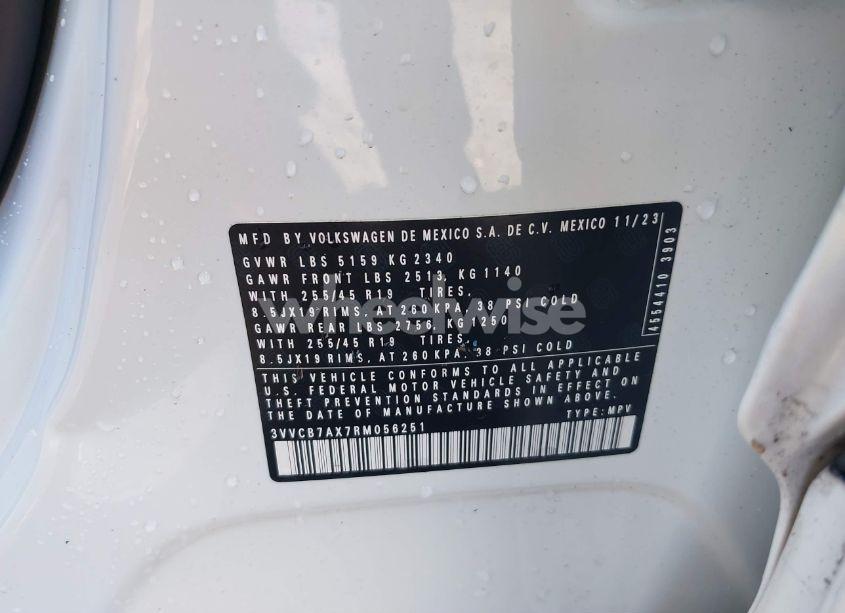 MFD BY VOLKSWAGEN DE MEXICO S.A. DE C.V. MEXICO 11/23
GVWR LBS 5159 KG 2340
GAWR FRONT LBS 2513, KG 1140
WITH 255/45 R19 TIRES,
8.5JX19 RIMS, AT 260 KPA, 38 PSI COLD
GAWR REAR LBS 2756, KG 1250
WITH 255/45 R19 TIRES,
8.5JX19 RIMS, AT 260 KPA, 38 PSI COLD
THIS VEHICLE CONFORMS TO ALL APPLICABLE
U.S. FEDERAL MOTOR VEHICLE SAFETY AND
THEFT PREVENTION STANDARDS IN EFFECT ON
THE DATE OF MANUFACTURE SHOWN ABOVE.
3VVCB7AX7RM056251 TYPE: MPV
4554410 3903
wheelwise